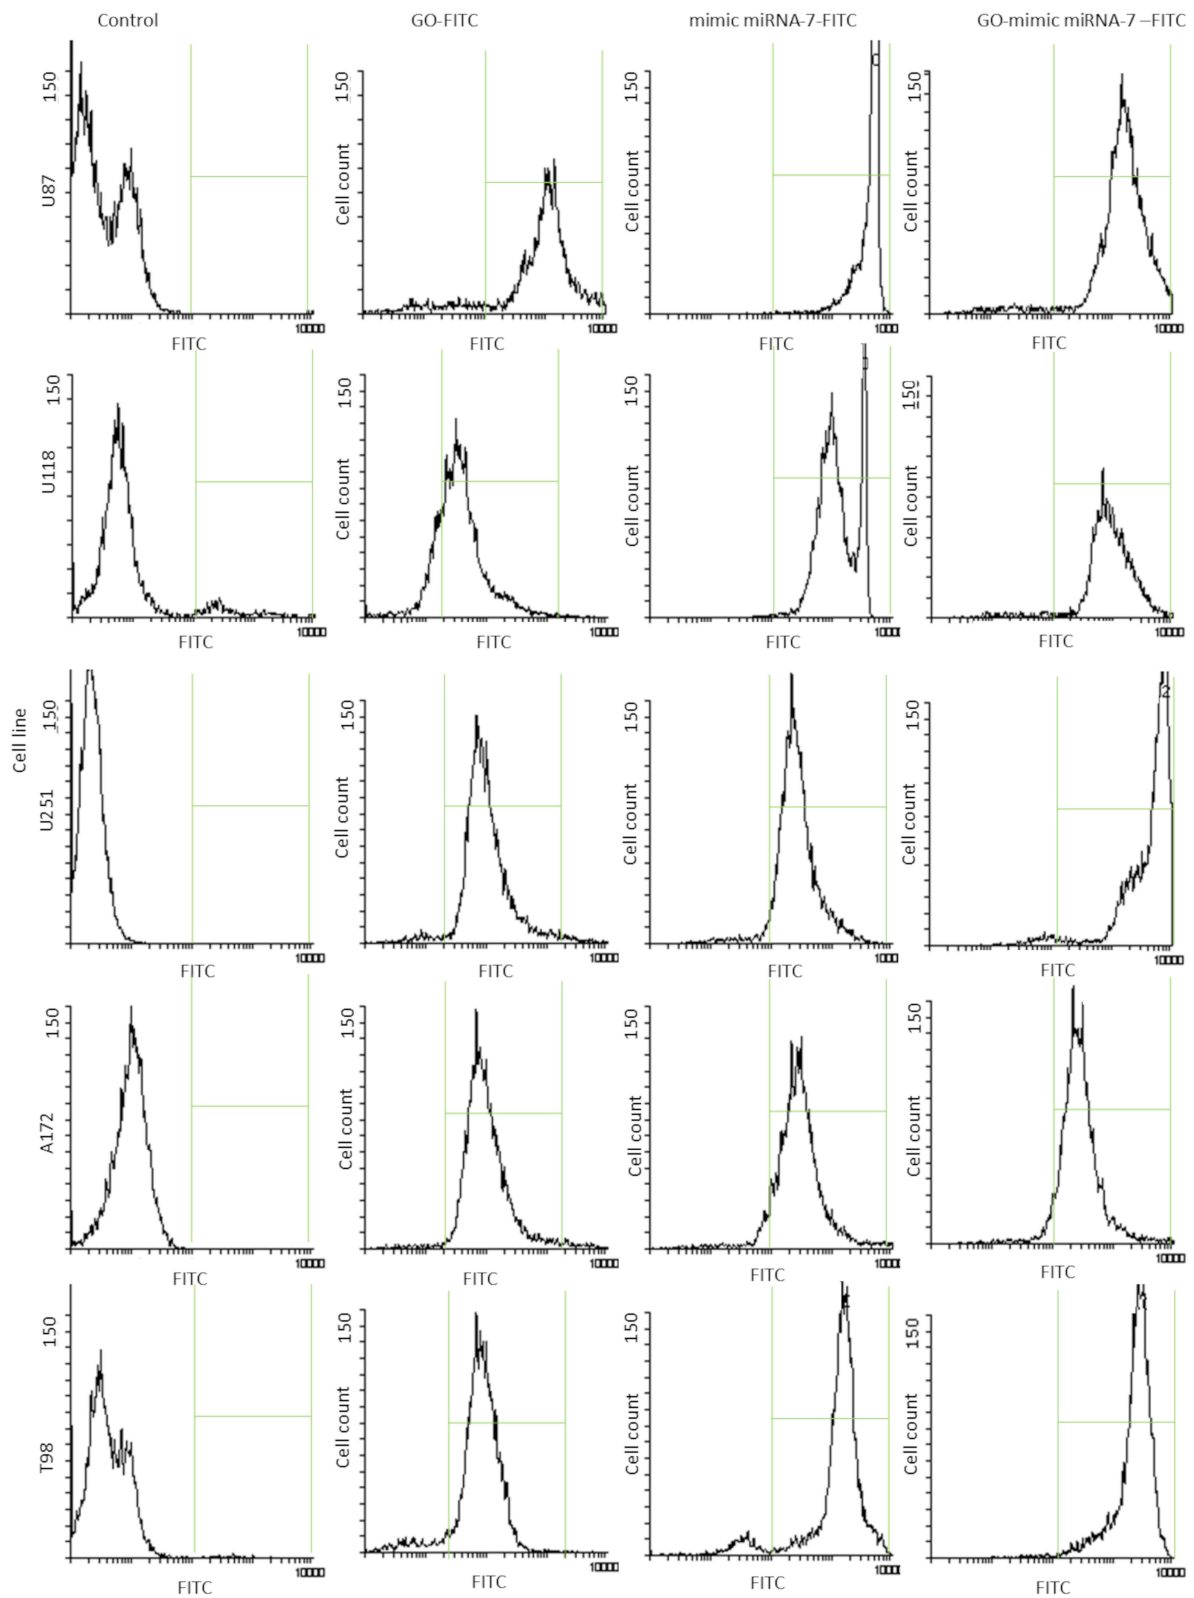 Control GO-FITC mimic miRNA-7-FITC GO-mimic miRNA-7 –FITC
Cell line
U87 150 10000 FITC
Cell count 150 10000 FITC
Cell count 150 FITC
Cell count 150 10000 FITC
U118 150 10000 FITC
Cell count 150 10000 FITC
Cell count 150 FITC
Cell count 150 10000 FITC
U251 150 10000 FITC
Cell count 150 10000 FITC
Cell count 150 FITC
Cell count 150 2 10000 FITC
A172 150 10000 FITC
Cell count 150 10000 FITC
Cell count 150 FITC
Cell count 150 10000 FITC
T98 150 10000 FITC
Cell count 150 10000 FITC
Cell count 150 FITC
Cell count 150 10000 FITC